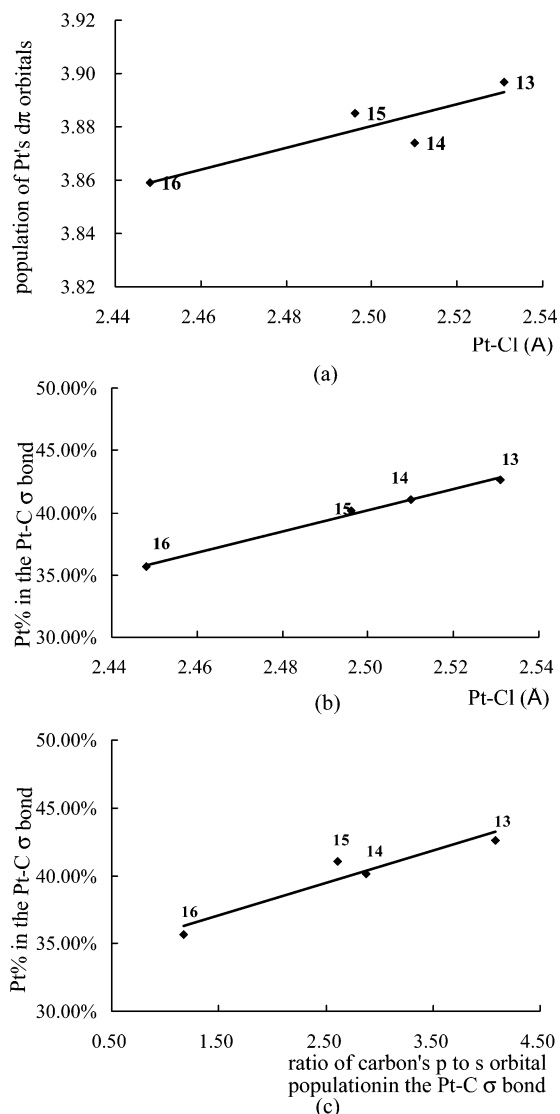 3.92
3.90
3.88
3.86
3.84
3.82
population of Pt's dπ orbitals
13
15
14
16
2.44 2.46 2.48 2.50 2.52 2.54
Pt-Cl (A)
(a)
50.00%
45.00%
40.00%
35.00%
30.00%
Pt% in the Pt-C σ bond
13
14
15
16
2.44 2.46 2.48 2.50 2.52 2.54
Pt-Cl (A)
(b)
50.00%
45.00%
40.00%
35.00%
30.00%
Pt% in the Pt-C σ bond
13
15
14
16
0.50 1.50 2.50 3.50 4.50
ratio of carbon's p to s orbital
populationin the Pt-C σ bond
(c)